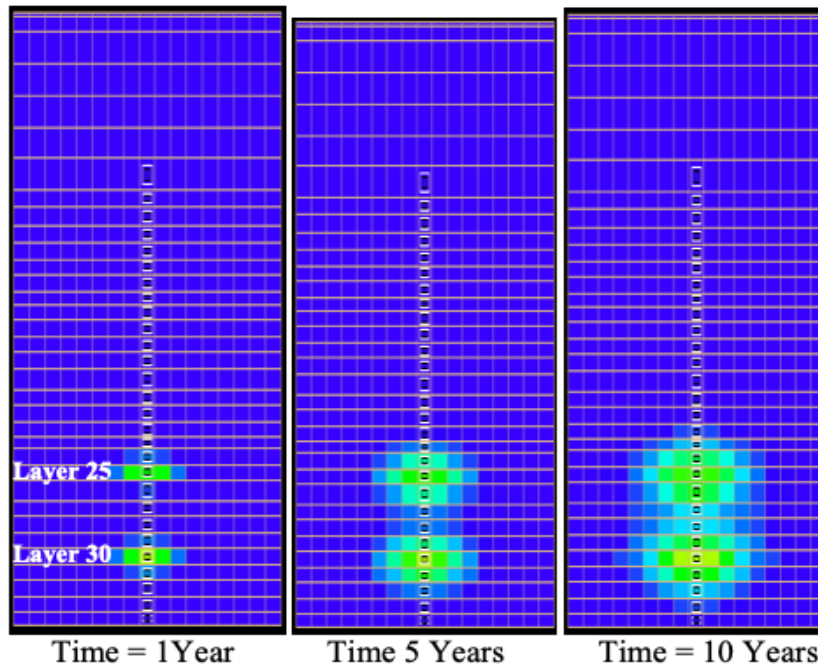 Layer 25
Layer 30
Time = 1Year
Time 5 Years
Time = 10 Years